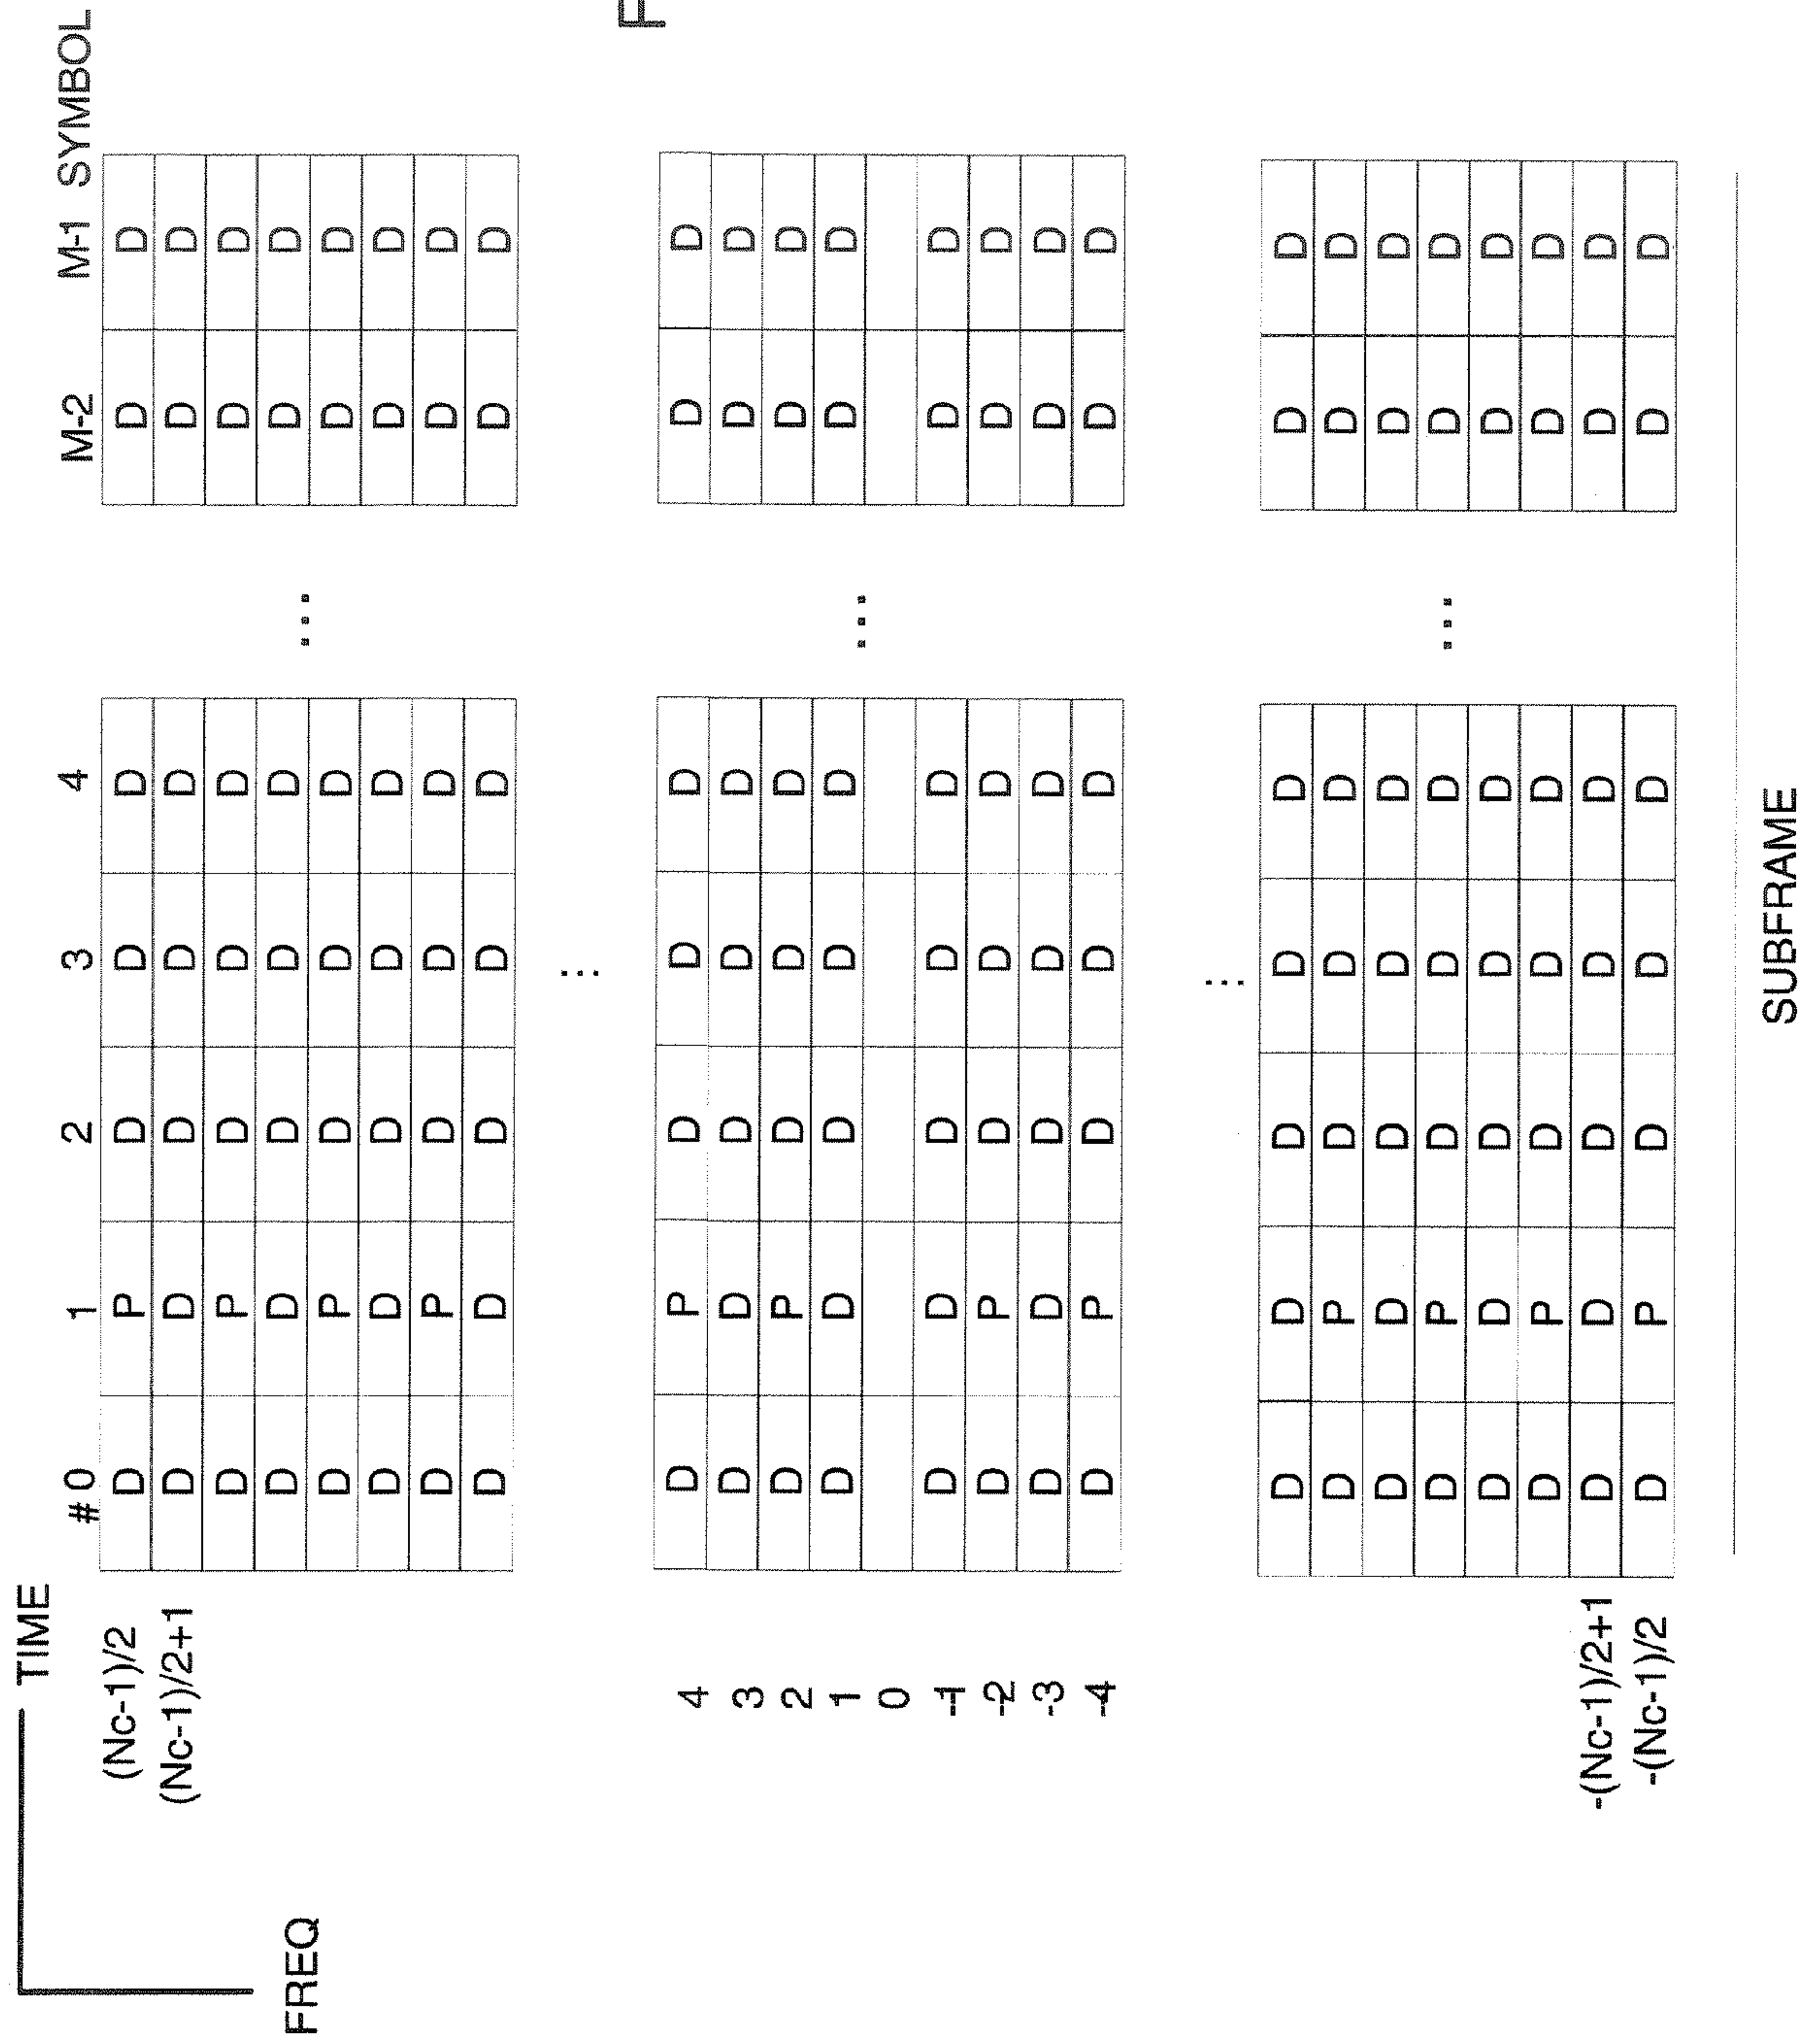 TIME
FREQ
# 0 1 2 3 4 M-2 M-1 SYMBOL
(Nc-1)/2 D P D D D D D
(Nc-1)/2+1 D D D D D D D
D P D D D D D
D D D D D D D
...
D P D D D D D
D D D D D D D
D P D D D D D
D D D D D D D
...
4 D P D D D D D
3 D D D D D D D
2 D P D D D D D
1 D D D D D D D
0 ...
-1 D D D D D D D
-2 D P D D D D D
-3 D D D D D D D
-4 D P D D D D D
...
D D D D D D D
D P D D D D D
D D D D D D D
D P D D D D D
...
D D D D D D D
D P D D D D D
-(Nc-1)/2+1 D D D D D D D
-(Nc-1)/2 D P D D D D D
SUBFRAME